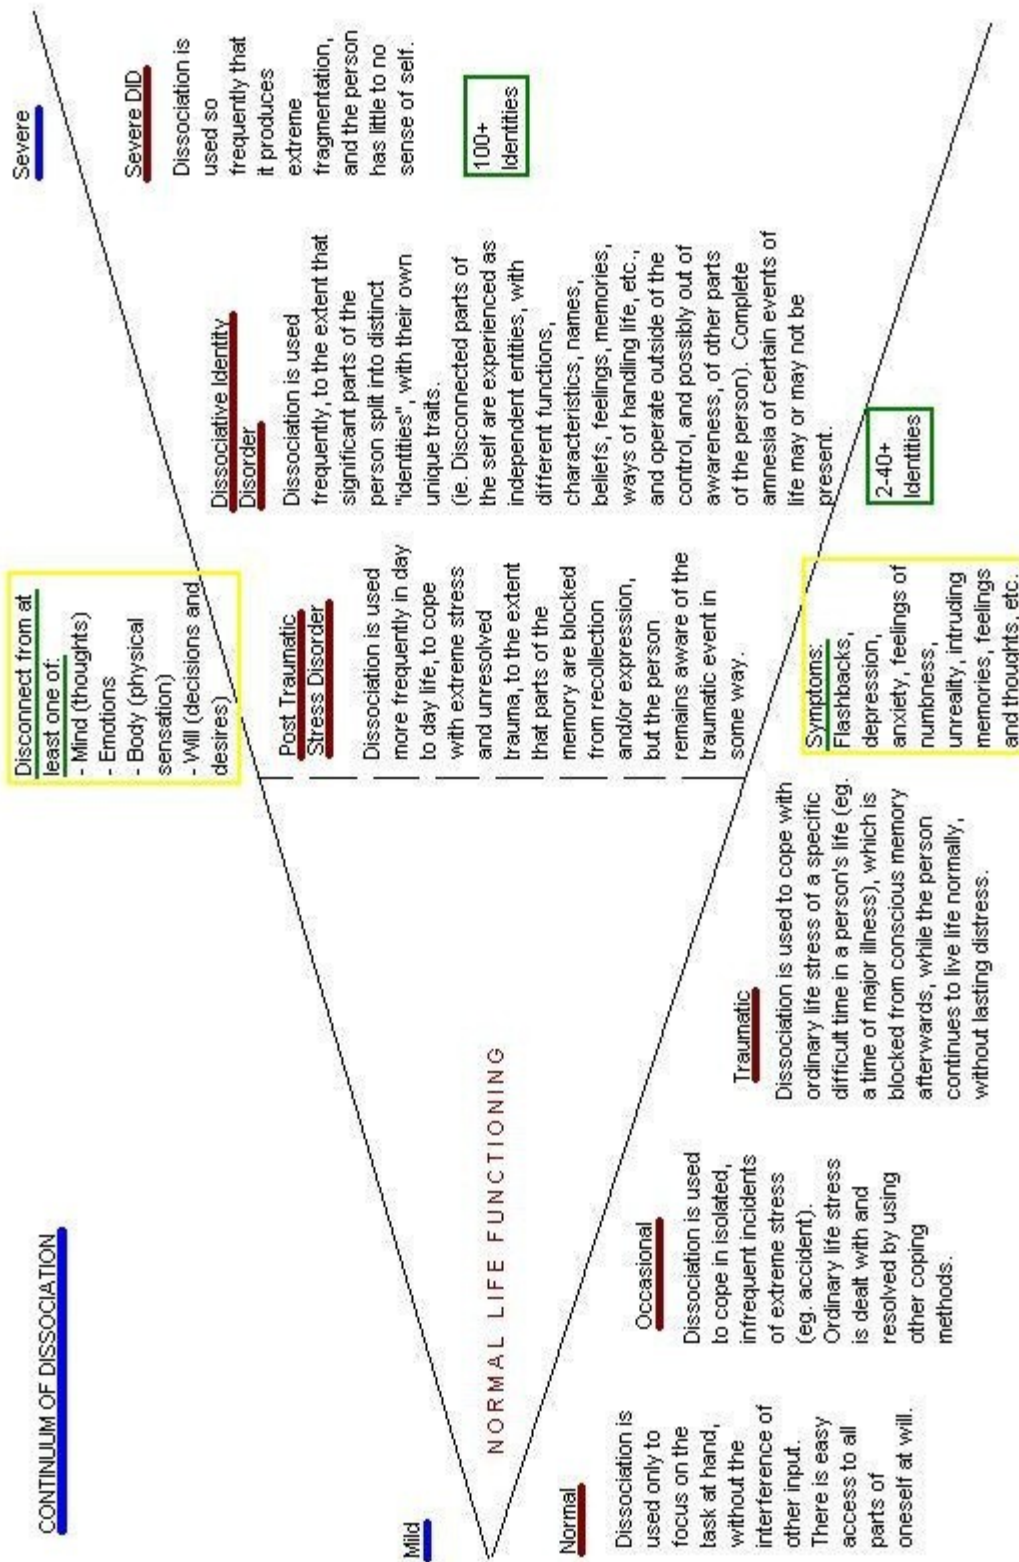 CONTINUUM OF DISSOCIATION
Mild
Severe
NORMAL LIFE FUNCTIONING
Normal
Dissociation is
used only to
focus on the
task at hand,
without the
interference of
other input.
There is easy
access to all
parts of
oneself at will.
Occasional
Dissociation is used
to cope in isolated,
infrequent incidents
of extreme stress
(eg. accident).
Ordinary life stress
is dealt with and
resolved by using
other coping
methods.
Traumatic
Dissociation is used to cope with
ordinary life stress of a specific
difficult time in a person's life (eg.
a time of major illness), which is
blocked from conscious memory
afterwards, while the person
continues to live life normally,
without lasting distress.
Disconnect from at
least one of:
- Mind (thoughts)
- Emotions
- Body (physical
sensation)
- Will (decisions and
desires)
Post Traumatic
Stress Disorder
Dissociation is used
more frequently in day
to day life, to cope
with extreme stress
and unresolved
trauma, to the extent
that parts of the
memory are blocked
from recollection
and/or expression,
but the person
remains aware of the
traumatic event in
some way.
Symptoms:
Flashbacks,
depression,
anxiety, feelings of
numbness,
unreality, intruding
memories, feelings
and thoughts, etc.
Dissociative Identity
Disorder
Dissociation is used
frequently, to the extent that
significant parts of the
person split into distinct
"identities", with their own
unique traits.
(ie. Disconnected parts of
the self are experienced as
independent entities, with
different functions,
characteristics, names,
beliefs, feelings, memories,
ways of handling life, etc.,
and operate outside of the
control, and possibly out of
awareness, of other parts
of the person). Complete
amnesia of certain events of
life may or may not be
present.
2-40+
Identities
Severe DID
Dissociation is
used so
frequently that
it produces
extreme
fragmentation,
and the person
has little to no
sense of self.
100+
Identities